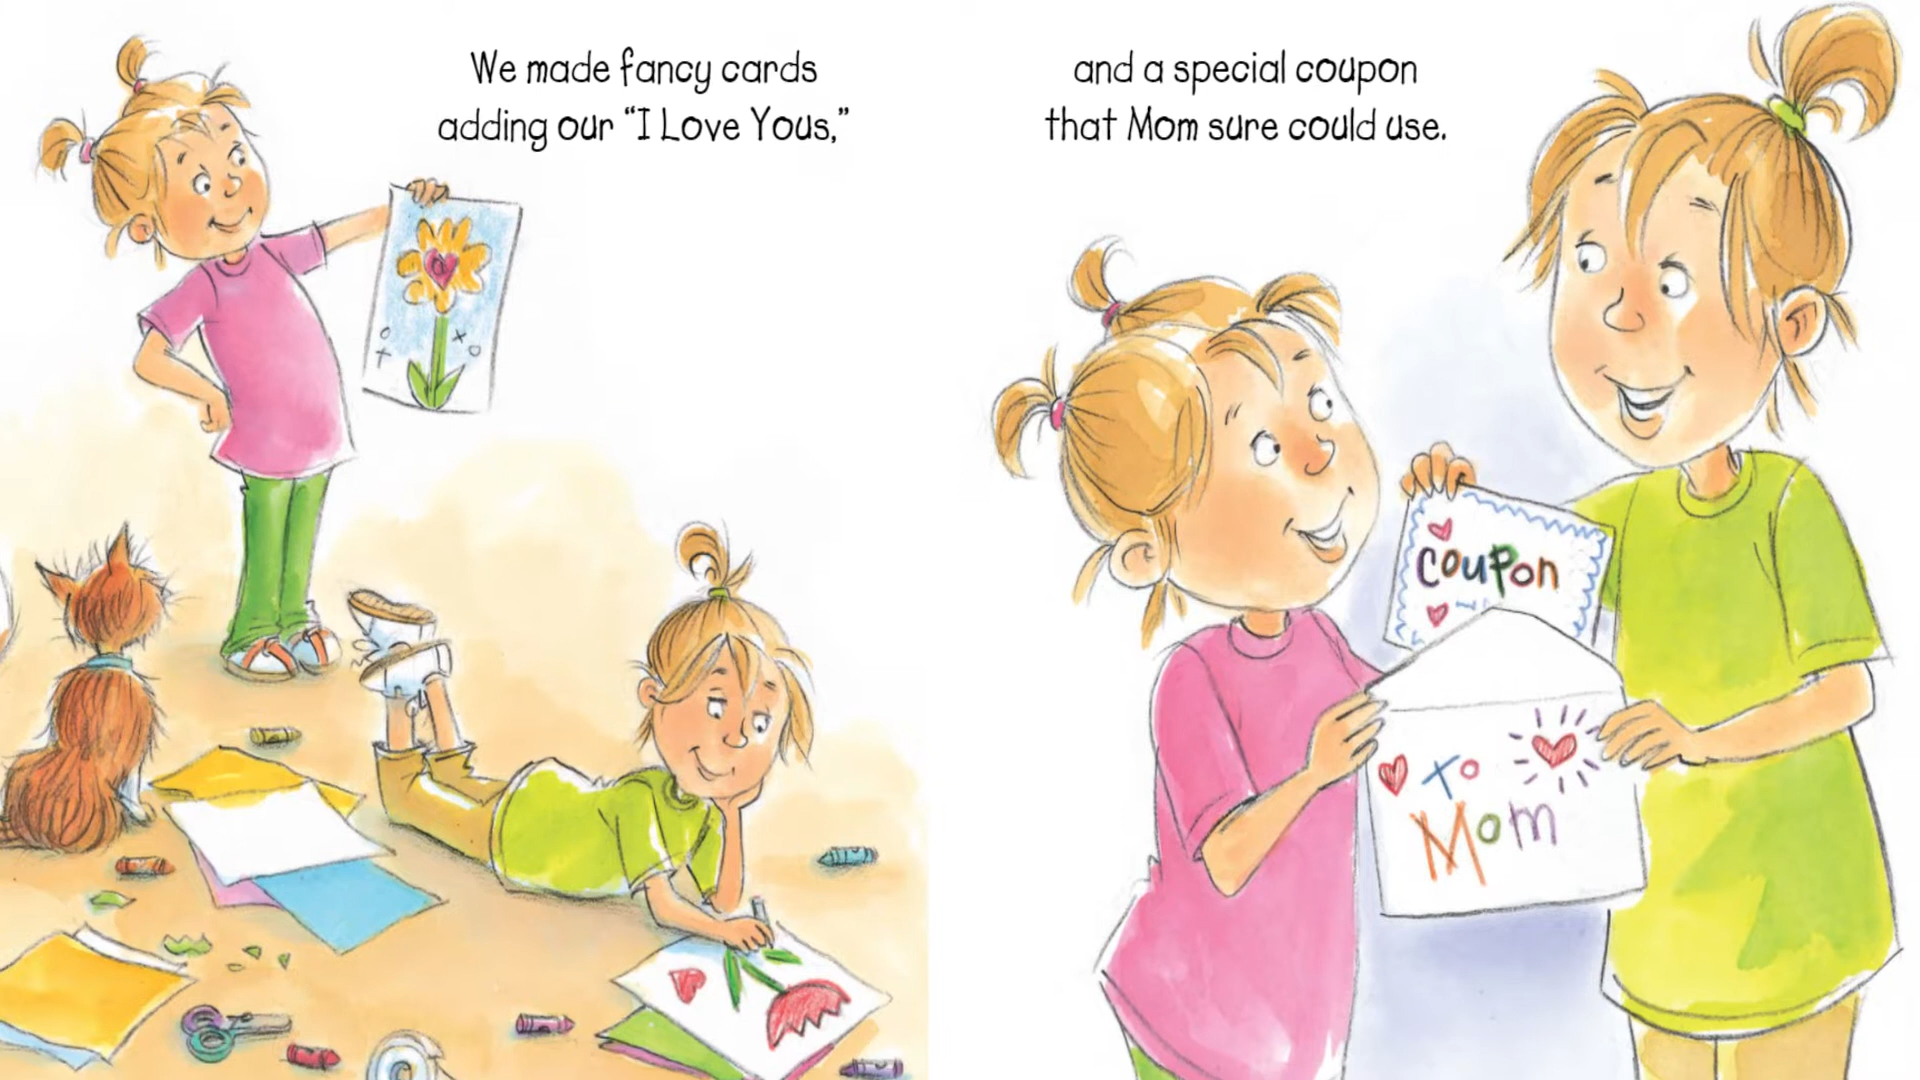 We made fancy cards
adding our “I Love Yous,”
and a special coupon
that Mom sure could use.
coupon
To
Mom